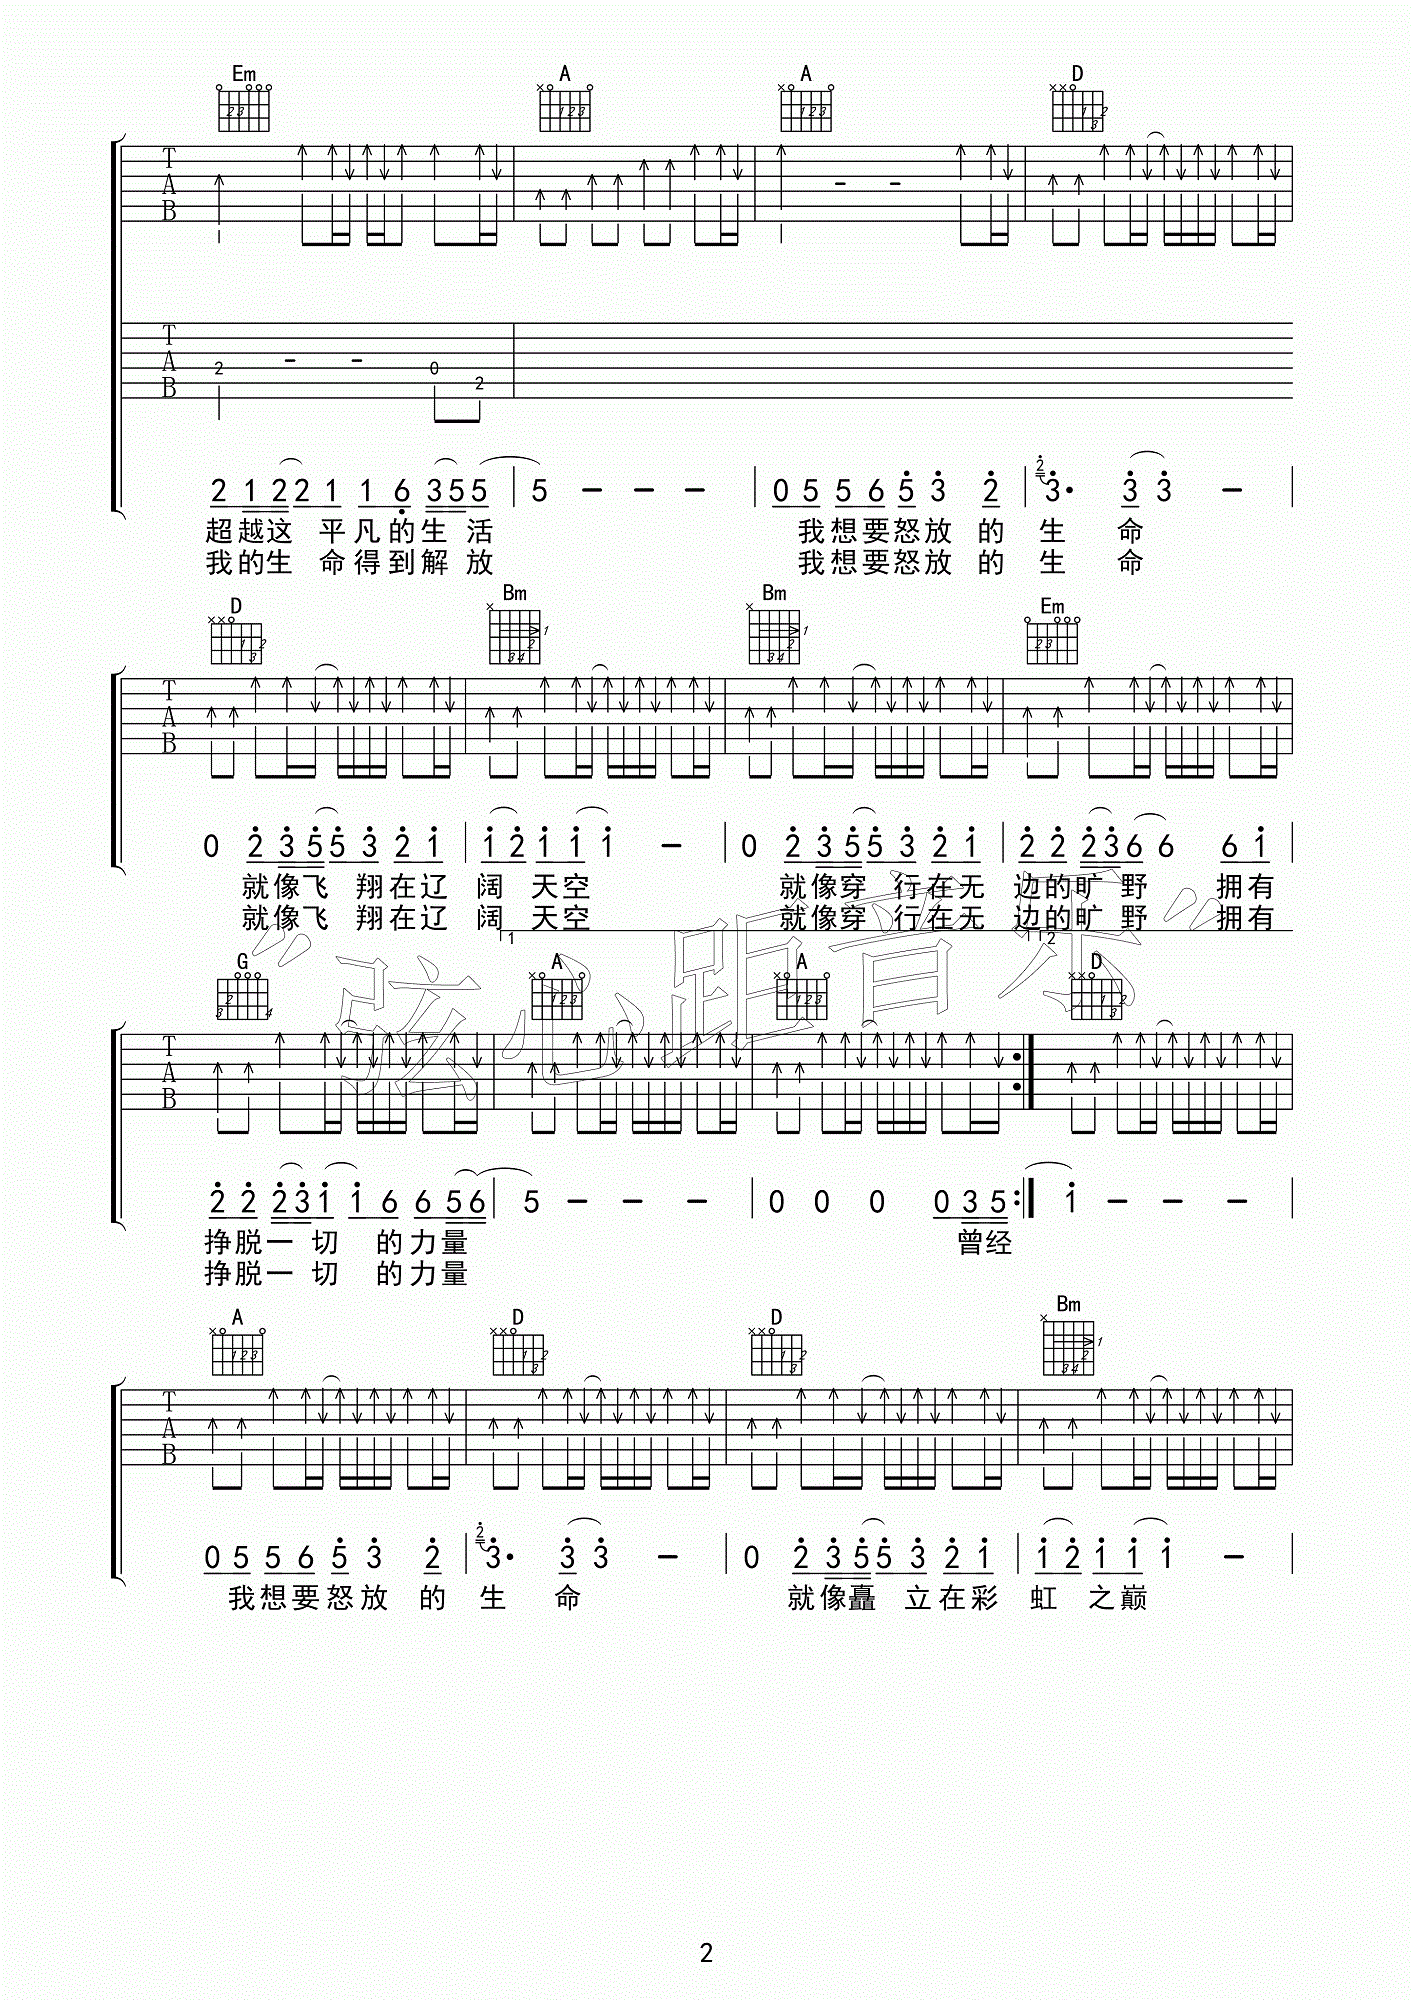 Em A A D
T
A
B
T
A
B
2 - - 0 2
2 1 2 2 1 1 6 3 5 5 5 - - - 0 5 5 6 5 3 2 2 3· 3 3 -
超越这 平凡的生活 我想要怒放的生命
我的生命得到解放 我想要怒放的生命
D Bm Bm Em
T
A
B
0 2 3 5 5 3 2 1 1 2 1 1 1 - 0 2 3 5 5 3 2 1 2 2 2 3 6 6 6 1
就像飞 翔在辽 阔 天空 就像穿 行在无 边的旷野 拥有
就像飞 翔在辽 阔 天空 就像穿 行在无 边的旷野 拥有
"弦心距音乐"
1 2
G A A D
T
A
B
2 2 2 3 1 1 6 6 5 6 5 - - - 0 0 0 0 3 5 1 - - -
挣脱一 切 的力量 曾经
挣脱一 切 的力量
A D D Bm
T
A
B
0 5 5 6 5 3 2 2 3· 3 3 - 0 2 3 5 5 3 2 1 1 2 1 1 1 -
我想要怒放 的 生 命 就像矗 立在彩 虹 之巅
2